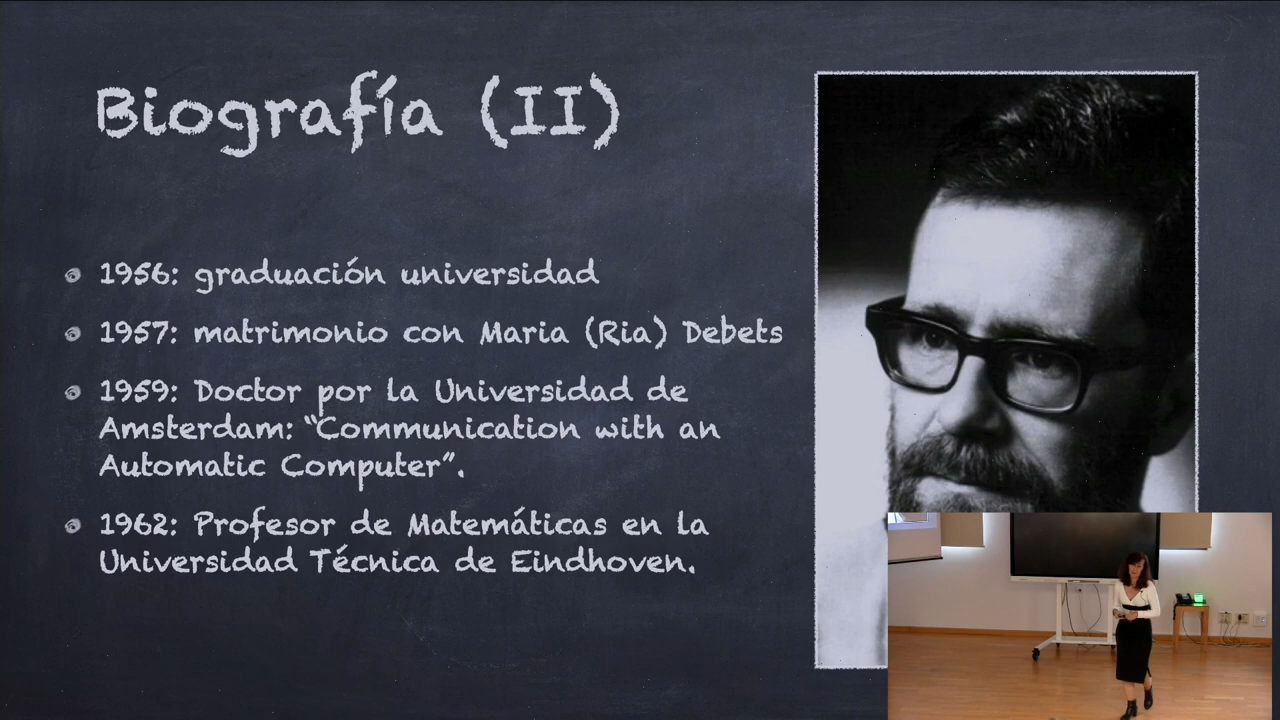 Biografía (II)
1956: graduación universidad
1957: matrimonio con Maria (Ria) Debets
1959: Doctor por la Universidad de
Amsterdam: “Communication with an
Automatic Computer”.
1962: Profesor de Matemáticas en la
Universidad Técnica de Eindhoven.